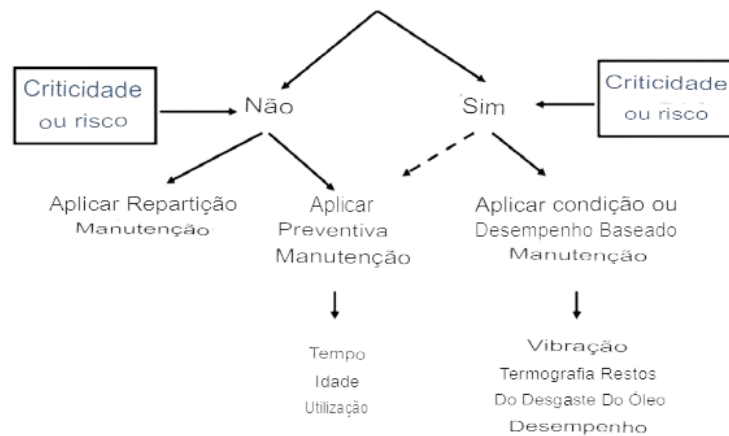 Criticidade
ou risco
Não
Sim
Criticidade
ou risco
Aplicar Repartição
Manutenção
Aplicar
Preventiva
Manutenção
Aplicar condição ou
Desempenho Baseado
Manutenção
Tempo
Idade
Utilização
Vibração
Termografia Restos
Do Desgaste Do Óleo
Desempenho